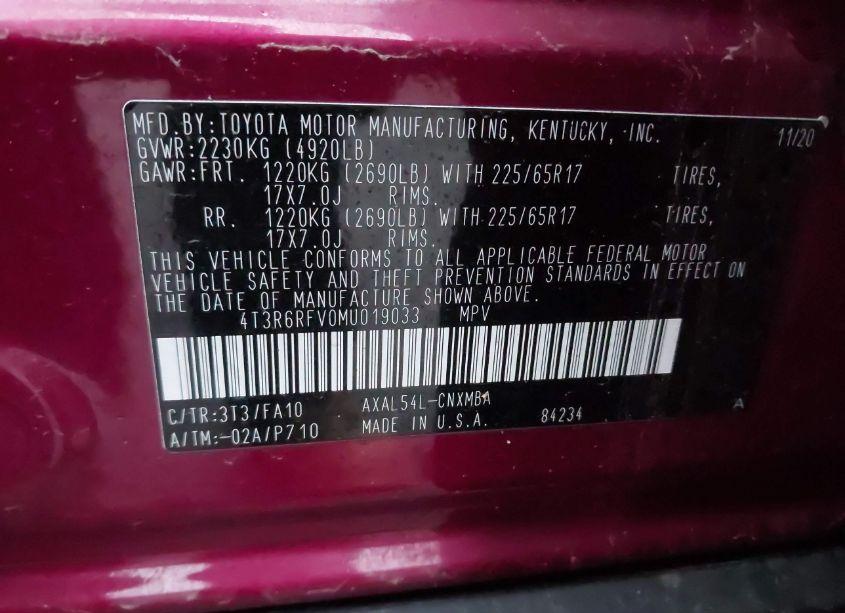 MFD.BY:TOYOTA MOTOR MANUFACTURING, KENTUCKY, INC. 11/20
GVWR:2230KG (4920LB)
GAWR:FRT. 1220KG (2690LB) WITH 225/65R17 TIRES,
17X7.0J RIMS.
RR. 1220KG (2690LB) WITH 225/65R17 TIRES,
17X7.0J RIMS.
THIS VEHICLE CONFORMS TO ALL APPLICABLE FEDERAL MOTOR
VEHICLE SAFETY AND THEFT PREVENTION STANDARDS IN EFFECT ON
THE DATE OF MANUFACTURE SHOWN ABOVE.
4T3R6RFV0MU019033 MPV
C/TR:3T3/FA10 AXAL54L-CNXMBA
A/TM:-02A/P710 MADE IN U.S.A. 84234 A